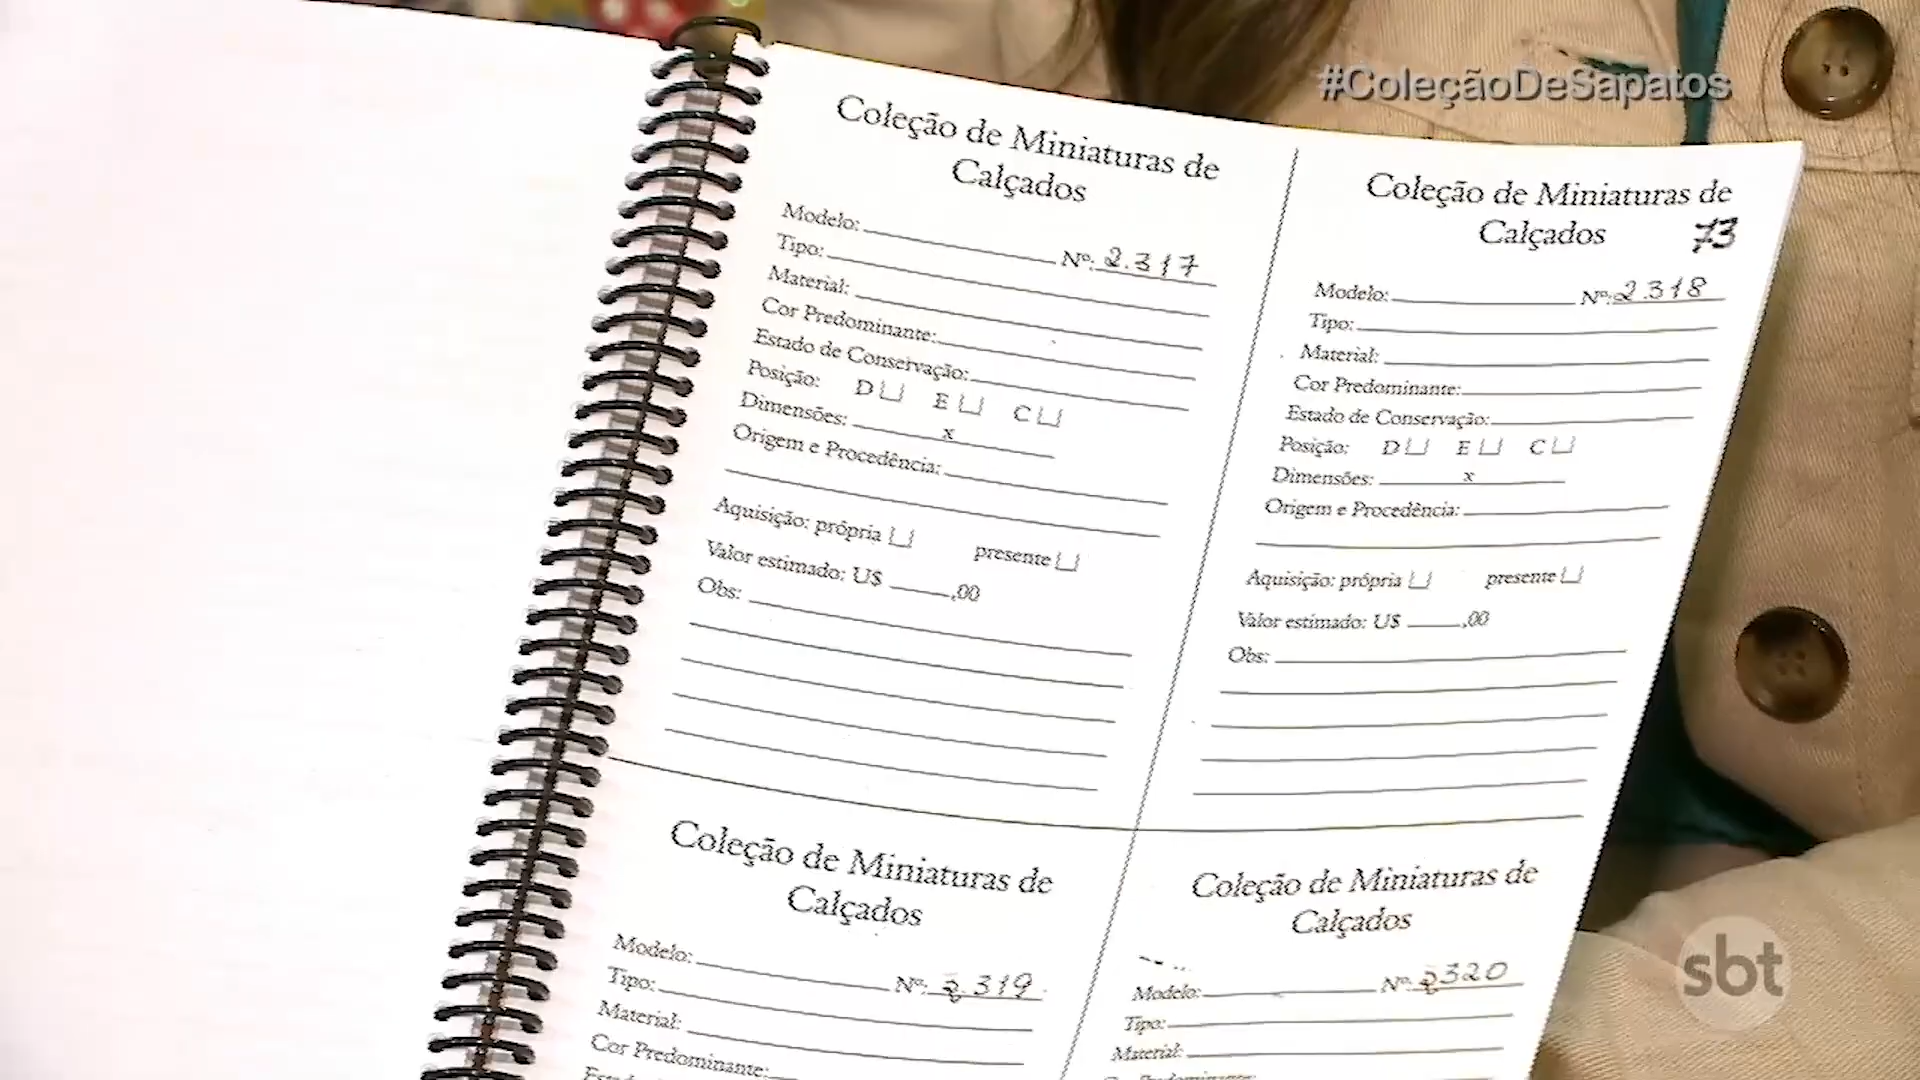 #ColeçãoDeSapatos
Coleção de Miniaturas de
Calçados
Modelo: Nº: 2.317
Tipo:
Material:
Cor Predominante:
Estado de Conservação:
Posição: D E C
Dimensões: x
Origem e Procedência:
Aquisição: própria presente
Valor estimado: U$ ,00
Obs:
Coleção de Miniaturas de
Calçados
73
Modelo: Nº: 2.318
Tipo:
Material:
Cor Predominante:
Estado de Conservação:
Posição: D E C
Dimensões: x
Origem e Procedência:
Aquisição: própria presente
Valor estimado: U$ ,00
Obs:
Coleção de Miniaturas de
Calçados
Modelo: Nº: 2.319
Tipo:
Material:
Cor Predominante:
Coleção de Miniaturas de
Calçados
Modelo: Nº: 2320
Tipo:
Material:
sbt